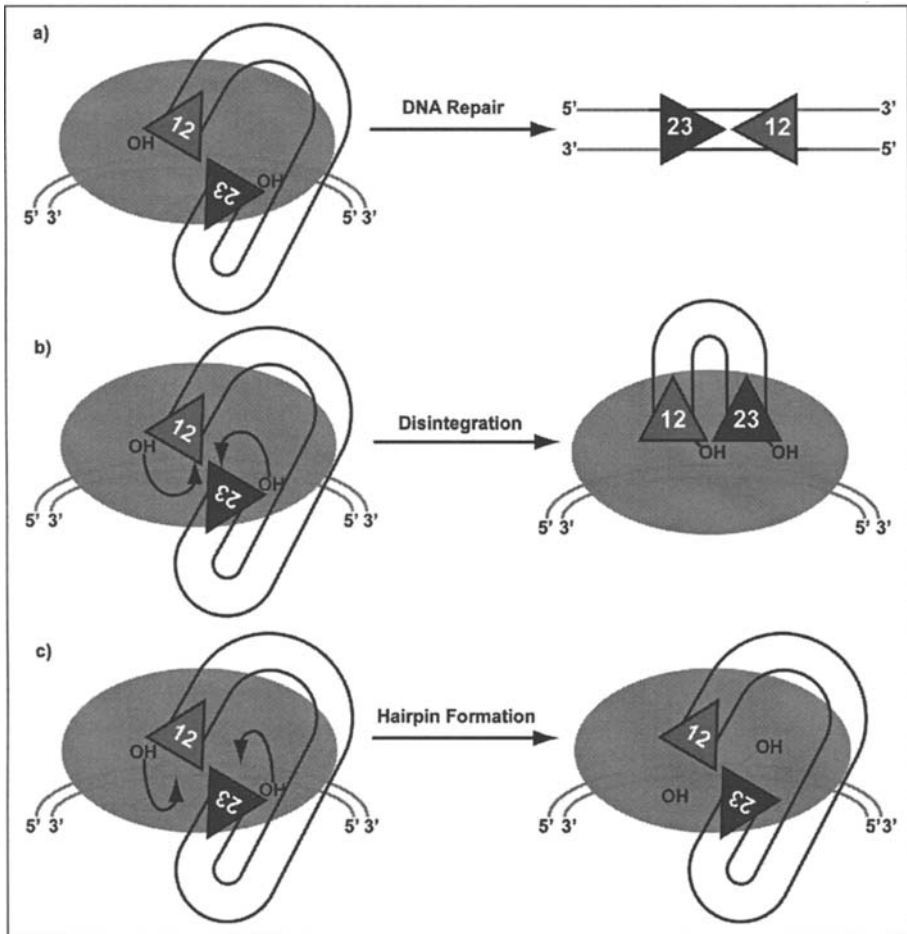 a)
12
OH
23
OH
5’ 3’
5’ 3’
DNA Repair
5’
3’
23
12
3’
5’
b)
12
OH
23
OH
5’ 3’
5’ 3’
Disintegration
12
23
OH
OH
5’ 3’
5’ 3’
c)
12
OH
23
OH
5’ 3’
5’ 3’
Hairpin Formation
12
OH
OH
23
5’ 3’
5’ 3’